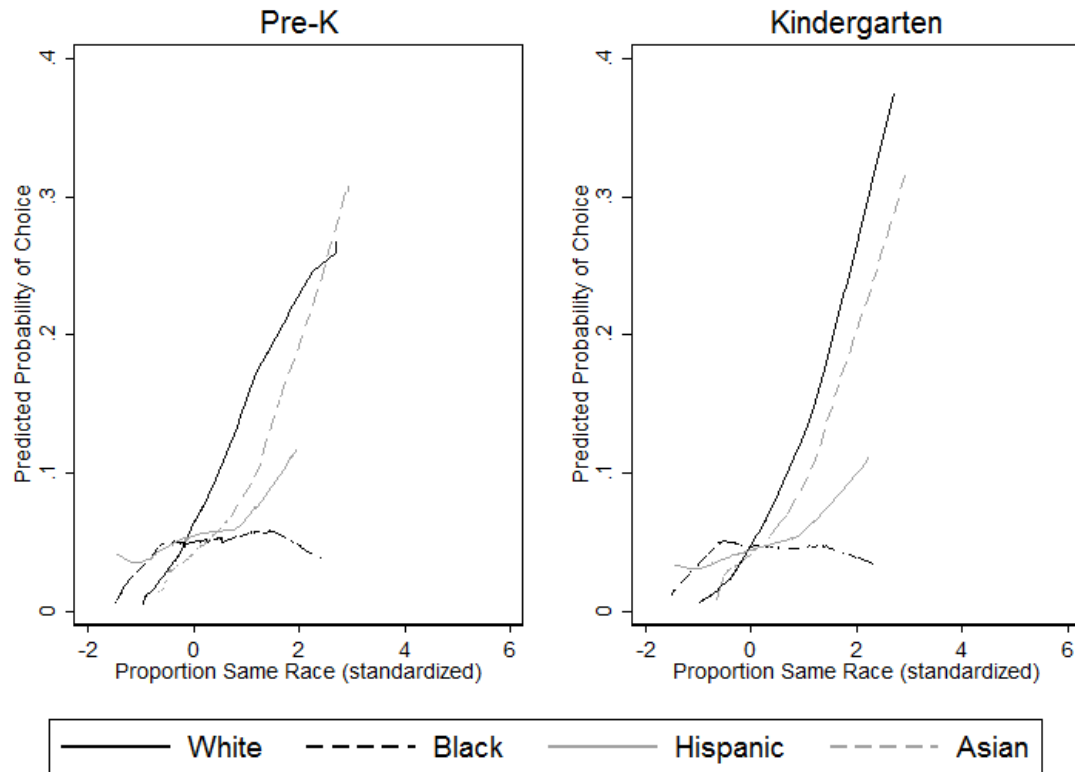 Pre-K
Kindergarten
Predicted Probability of Choice
.4
.3
.2
.1
0
-2
0
2
4
6
Proportion Same Race (standardized)
Predicted Probability of Choice
.4
.3
.2
.1
0
-2
0
2
4
6
Proportion Same Race (standardized)
White
Black
Hispanic
Asian